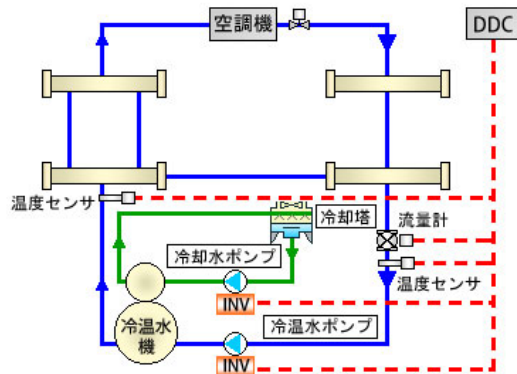 空調機
DDC
温度センサ
冷却塔
流量計
冷却水ポンプ
温度センサ
INV
冷温水
機
冷温水ポンプ
INV